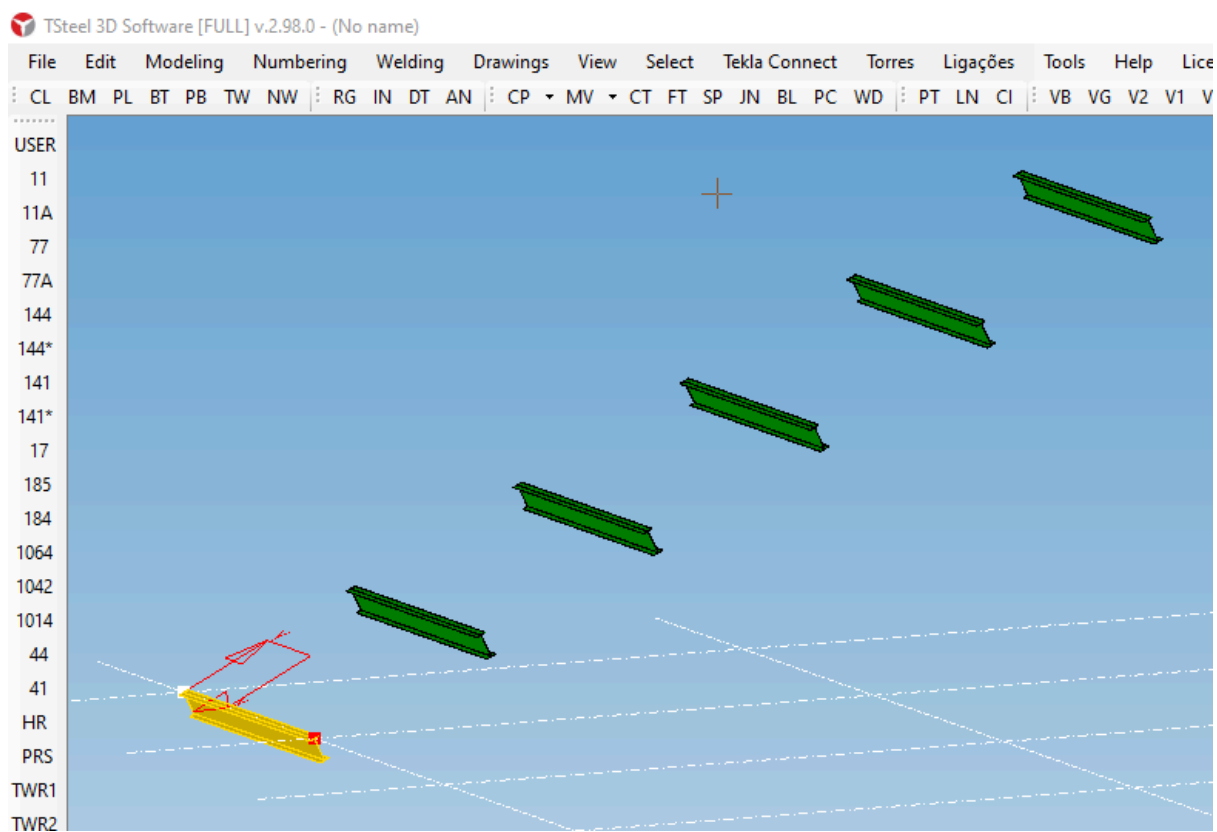 TSteel 3D Software [FULL] v.2.98.0 - (No name)
File Edit Modeling Numbering Welding Drawings View Select Tekla Connect Torres Ligações Tools Help Lice
CL BM PL BT PB TW NW RG IN DT AN CP MV CT FT SP JN BL PC WD PT LN CI VB VG V2 V1 V
USER
11
11A
77
77A
144
144*
141
141*
17
185
184
1064
1042
1014
44
41
HR
PRS
TWR1
TWR2